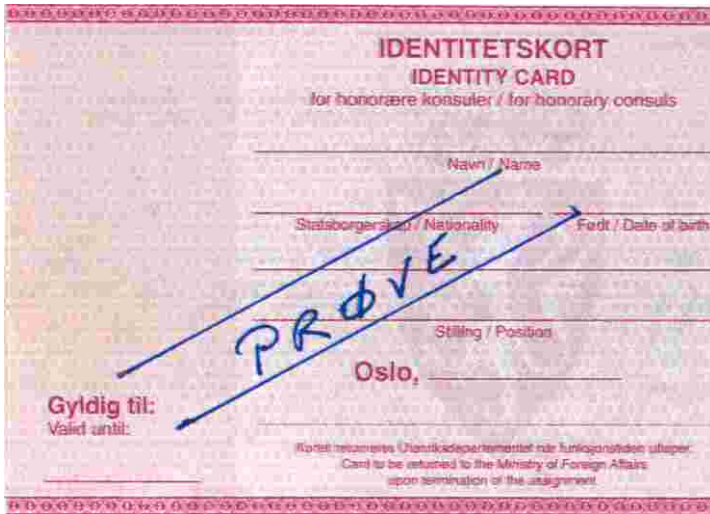 IDENTITETSKORT
IDENTITY CARD
for honorære konsuler / for honorary consuls
Navn / Name
Statsborgerskap / Nationality
Født / Date of birth
PRØVE
Stilling / Position
Oslo,
Gyldig til:
Valid until:
Kortet returneres Utenriksdepartementet når funksjonstiden utløper.
Card to be returned to the Ministry of Foreign Affairs
upon termination of the assignment